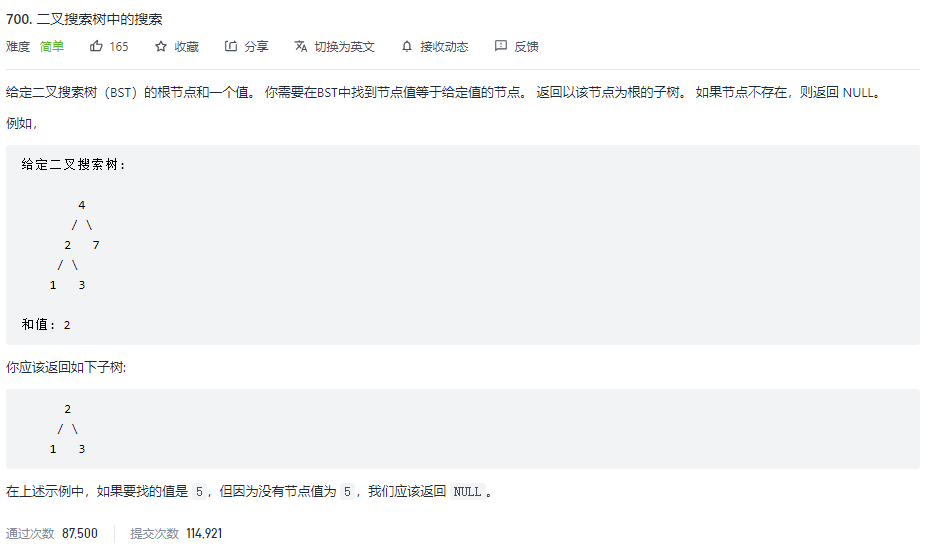 700. 二叉搜索树中的搜索
难度 简单 165 收藏 分享 切换为英文 接收动态 反馈
给定二叉搜索树（BST）的根节点和一个值。 你需要在BST中找到节点值等于给定值的节点。 返回以该节点为根的子树。 如果节点不存在，则返回 NULL。
例如，
给定二叉搜索树:
4
/ \
2 7
/ \
1 3
和值: 2
你应该返回如下子树:
2
/ \
1 3
在上述示例中，如果要找的值是 5，但因为没有节点值为 5，我们应该返回 NULL。
通过次数 87,500 提交次数 114,921